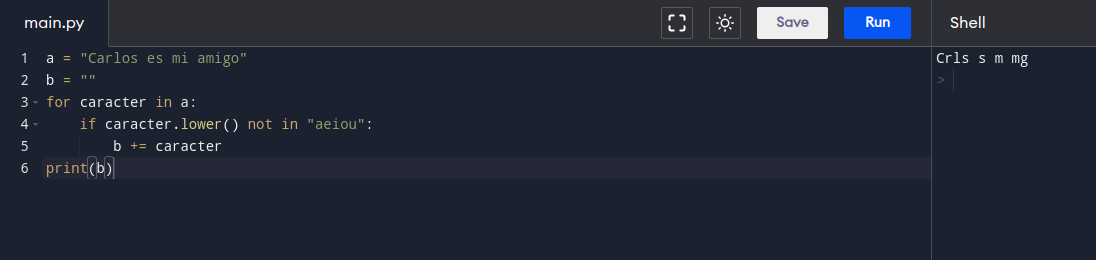 main.py Save Run Shell
1 a = "Carlos es mi amigo"
2 b = ""
3 for caracter in a:
4 if caracter.lower() not in "aeiou":
5 b += caracter
6 print(b)
Crls s m mg
>